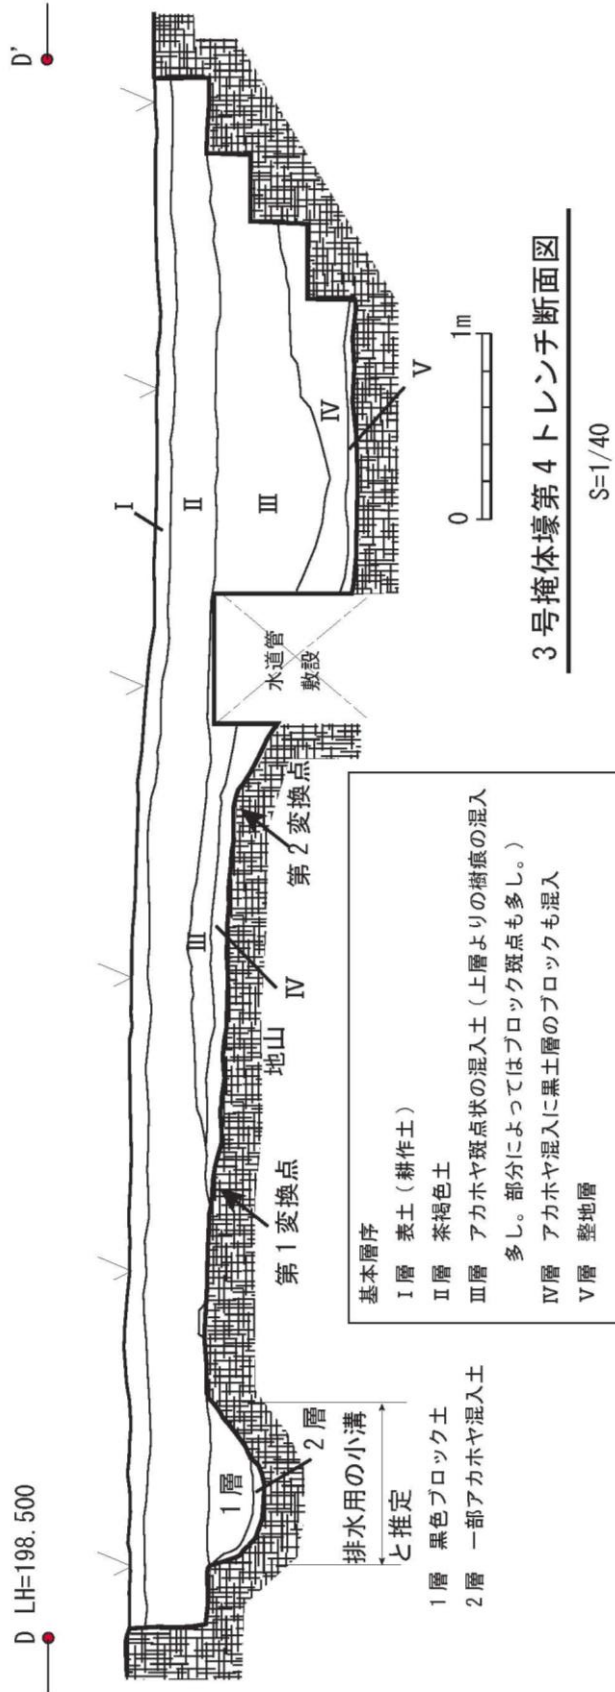 D LH=198.500
D'
I
II
III
IV
V
III
IV
水道管
敷設
第2変換点
地山
第1変換点
1層
2層
排水用の小溝
と推定
1層 黒色ブロック土
2層 一部アカホヤ混入土
基本層序
Ⅰ層 表土(耕作土)
Ⅱ層 茶褐色土
Ⅲ層 アカホヤ斑点状の混入土(上層よりの樹痕の混入
多し。部分によってはブロック斑点も多し。)
Ⅳ層 アカホヤ混入に黒土層のブロックも混入
Ⅴ層 整地層
0 1m
3号掩体壕第4トレンチ断面図
S=1/40